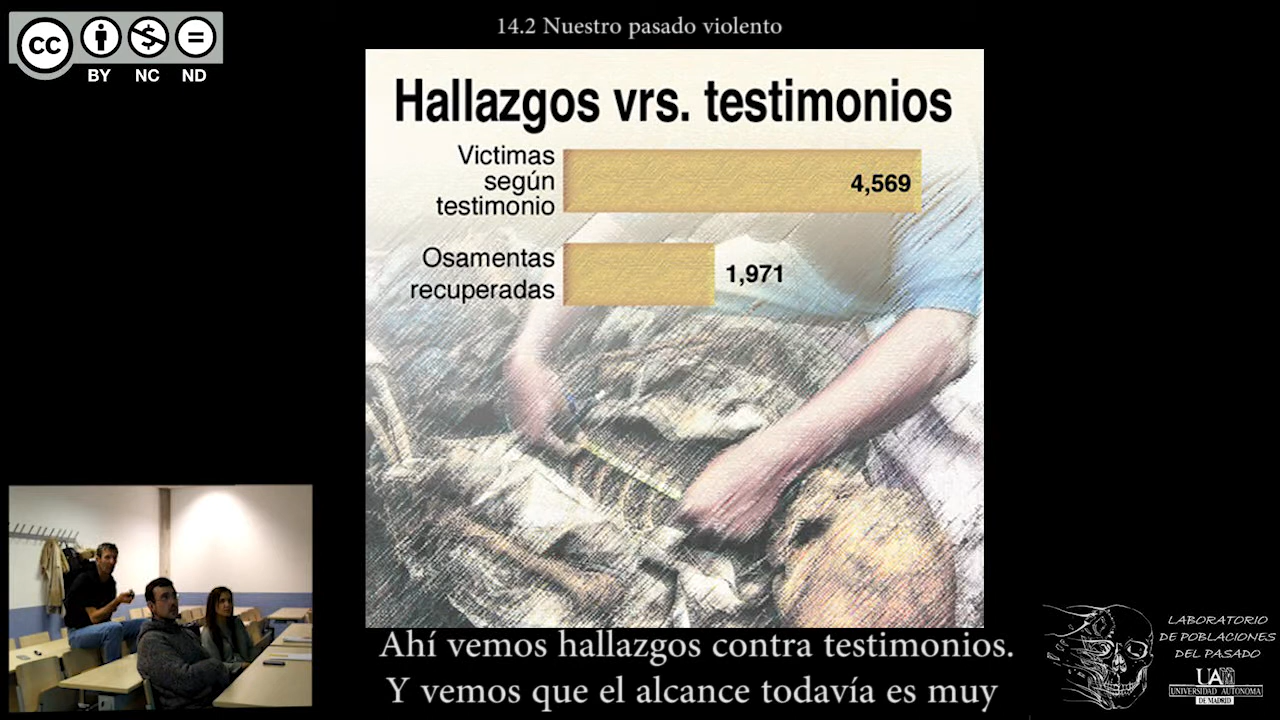 14.2 Nuestro pasado violento
cc
BY NC ND
Hallazgos vrs. testimonios
Victimas
según
testimonio
4,569
Osamentas
recuperadas
1,971
Ahí vemos hallazgos contra testimonios.
Y vemos que el alcance todavía es muy
LABORATORIO
DE POBLACIONES
DEL PASADO
UAM
UNIVERSIDAD AUTONOMA
DE MADRID